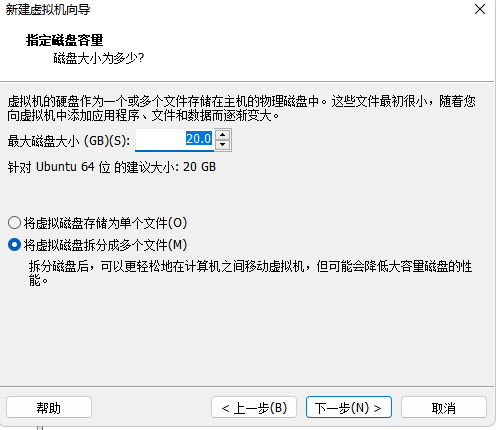 新建虚拟机向导
指定磁盘容量
磁盘大小为多少?
虚拟机的硬盘作为一个或多个文件存储在主机的物理磁盘中。这些文件最初很小，随着您
向虚拟机中添加应用程序、文件和数据而逐渐变大。
最大磁盘大小 (GB)(S): 20.0
针对 Ubuntu 64 位 的建议大小: 20 GB
将虚拟磁盘存储为单个文件(O)
将虚拟磁盘拆分成多个文件(M)
拆分磁盘后，可以更轻松地在计算机之间移动虚拟机，但可能会降低大容量磁盘的性
能。
帮助 < 上一步(B) 下一步(N) > 取消